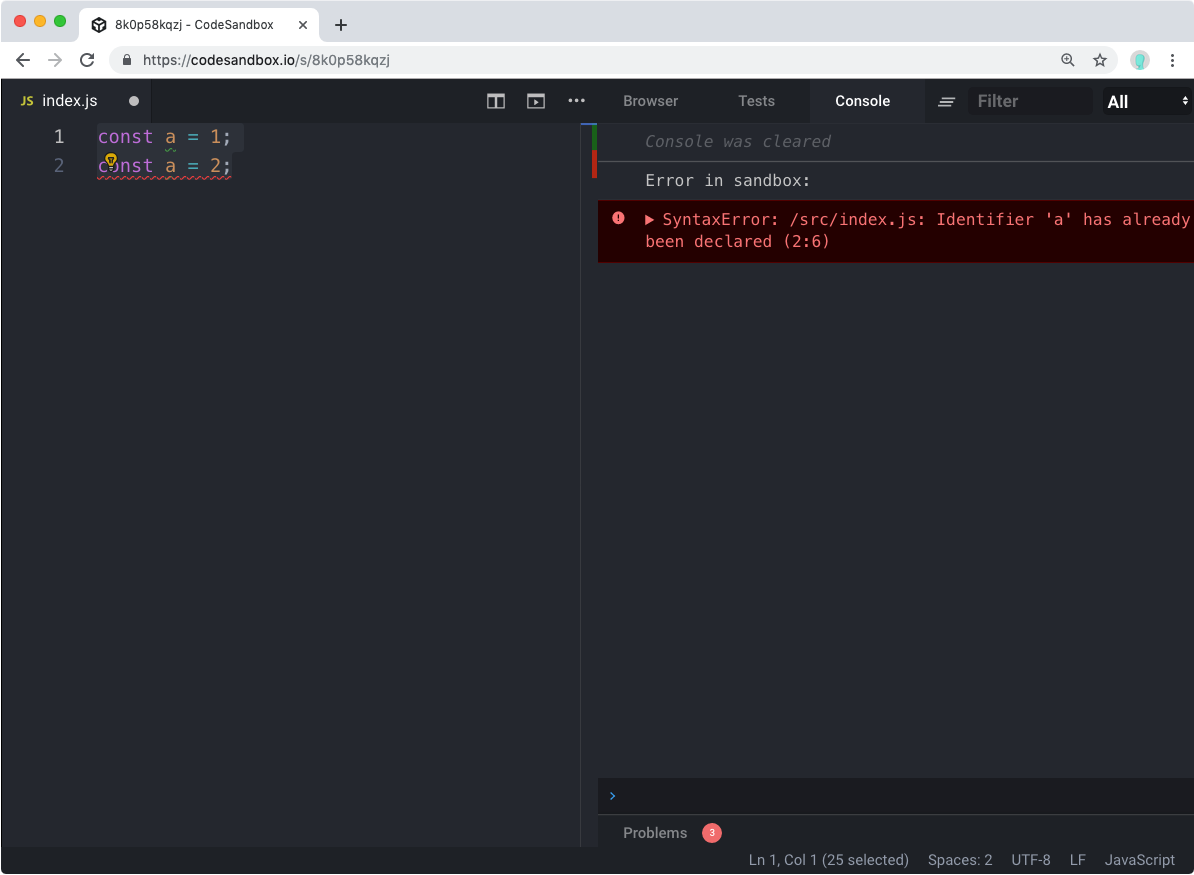 8k0p58kqzj - CodeSandbox
https://codesandbox.io/s/8k0p58kqzj
JS index.js
Browser Tests Console Filter All
1 const a = 1;
2 const a = 2;
Console was cleared
Error in sandbox:
SyntaxError: /src/index.js: Identifier 'a' has already
been declared (2:6)
Problems 3
Ln 1, Col 1 (25 selected) Spaces: 2 UTF-8 LF JavaScript